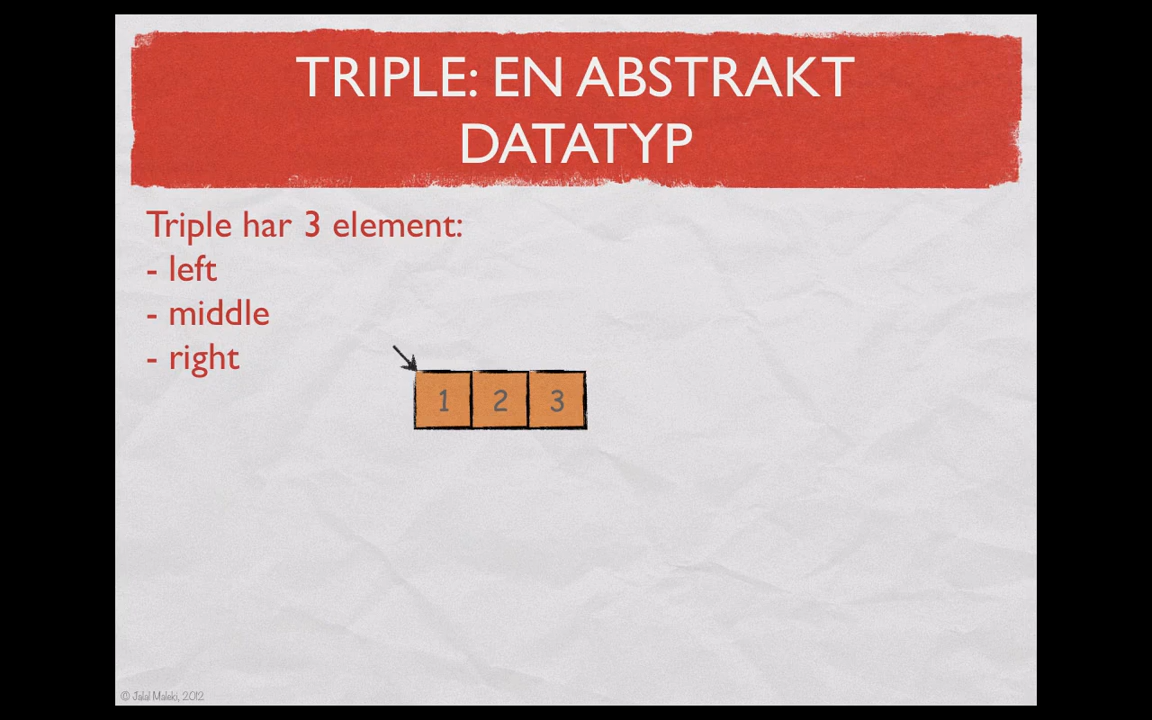 TRIPLE: EN ABSTRAKT
DATATYP
Triple har 3 element:
- left
- middle
- right
1 2 3
© Jalal Maleki, 2012